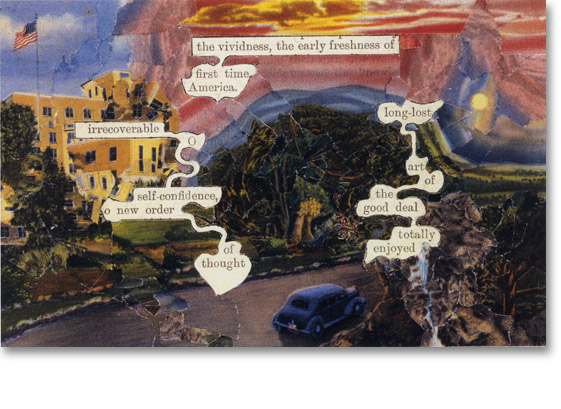 the vividness, the early freshness of
first time
America.
irrecoverable
O
self-confidence,
o new order
of
thought
long-lost
art
of
the
good deal
totally
enjoyed